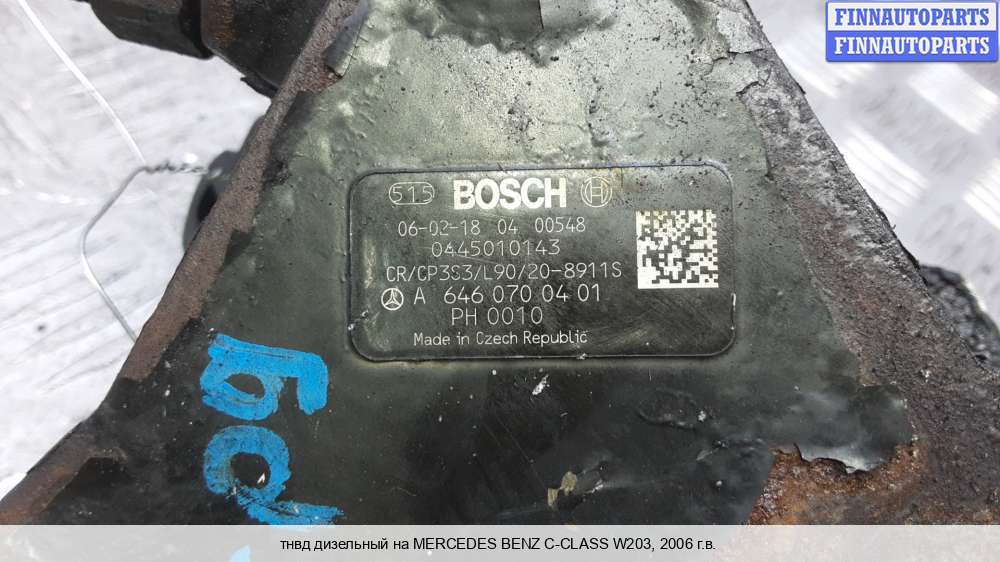 FINNAUTOPARTS
FINNAUTOPARTS
515 BOSCH
06-02-18 04 00548
0445010143
CR/CP3S3/L90/20-8911S
A 646 070 04 01
PH 0010
Made in Czech Republic
тнвд дизельный на MERCEDES BENZ C-CLASS W203, 2006 г.в.